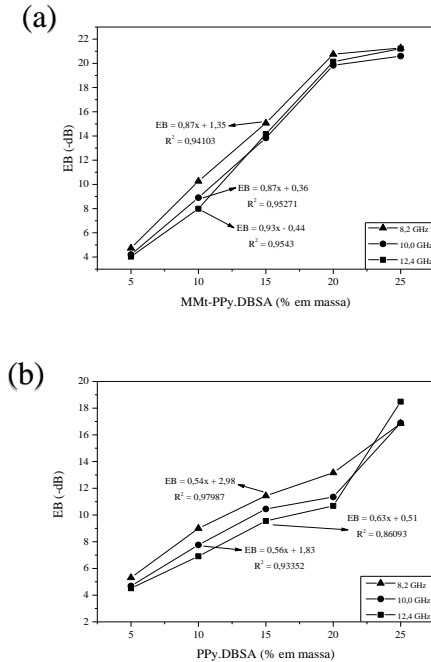 (a)
22
20
18
16
14
12
10
8
6
4
EB (-dB)
EB = 0,87x + 1,35
R² = 0,94103
EB = 0,87x + 0,36
R² = 0,95271
EB = 0,93x - 0,44
R² = 0,9543
8,2 GHz
10,0 GHz
12,4 GHz
5 10 15 20 25
MMt-PPy.DBSA (% em massa)
(b)
20
18
16
14
12
10
8
6
4
2
EB (-dB)
EB = 0,54x + 2,98
R² = 0,97987
EB = 0,63x + 0,51
R² = 0,86093
EB = 0,56x + 1,83
R² = 0,93352
8,2 GHz
10,0 GHz
12,4 GHz
5 10 15 20 25
PPy.DBSA (% em massa)